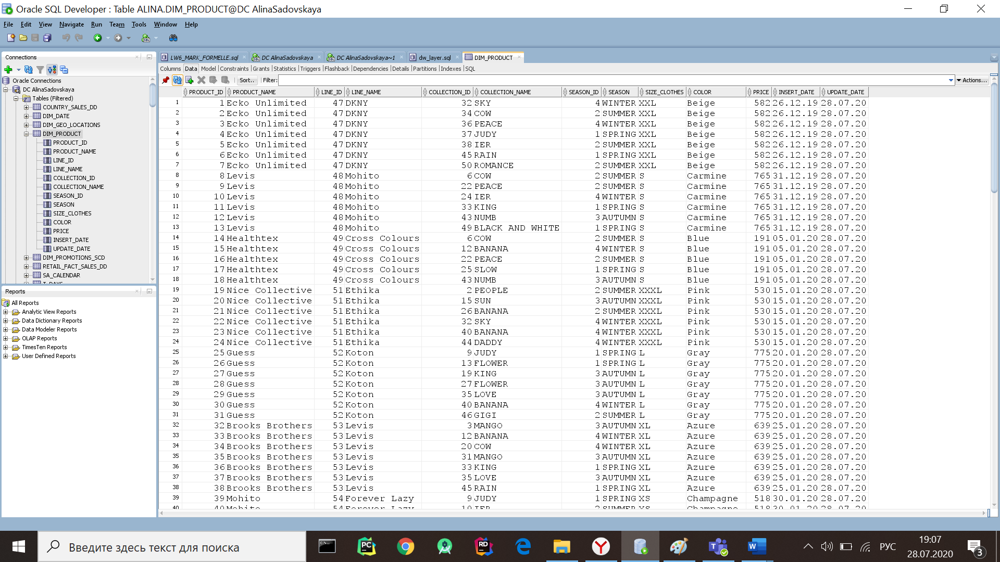 Oracle SQL Developer : Table ALINA.DIM_PRODUCT@DC AlinaSadovskaya
File Edit View Navigate Run Team Tools Window Help
Connections
Oracle Connections
DC AlinaSadovskaya
Tables (Filtered)
COUNTRY_SALES_DD
DIM_DATE
DIM_GEO_LOCATIONS
DIM_PRODUCT
PRODUCT_ID
PRODUCT_NAME
LINE_ID
LINE_NAME
COLLECTION_ID
COLLECTION_NAME
SEASON_ID
SEASON
SIZE_CLOTHES
COLOR
PRICE
INSERT_DATE
UPDATE_DATE
DIM_PROMOTIONS_SCD
RETAIL_FACT_SALES_DD
SA_CALENDAR
Reports
All Reports
Analytic View Reports
Data Dictionary Reports
Data Modeler Reports
OLAP Reports
TimesTen Reports
User Defined Reports
LW6_MARK_FORMELLE.sql DC AlinaSadovskaya DC AlinaSadovskaya~1 dw_layer.sql DIM_PRODUCT
Columns Data Model Constraints Grants Statistics Triggers Flashback Dependencies Details Partitions Indexes SQL
Sort.. Filter: Actions...
PRODUCT_ID PRODUCT_NAME LINE_ID LINE_NAME COLLECTION_ID COLLECTION_NAME SEASON_ID SEASON SIZE_CLOTHES COLOR PRICE INSERT_DATE UPDATE_DATE
1 1 Ecko Unlimited 47 DKNY 32 SKY 4 WINTER XXL Beige 582 26.12.19 28.07.20
2 2 Ecko Unlimited 47 DKNY 34 COW 2 SUMMER XXL Beige 582 26.12.19 28.07.20
3 3 Ecko Unlimited 47 DKNY 36 PEACE 4 WINTER XXL Beige 582 26.12.19 28.07.20
4 4 Ecko Unlimited 47 DKNY 37 JUDY 1 SPRING XXL Beige 582 26.12.19 28.07.20
5 5 Ecko Unlimited 47 DKNY 38 IER 2 SUMMER XXL Beige 582 26.12.19 28.07.20
6 6 Ecko Unlimited 47 DKNY 45 RAIN 1 SPRING XXL Beige 582 26.12.19 28.07.20
7 7 Ecko Unlimited 47 DKNY 50 ROMANCE 2 SUMMER XXL Beige 582 26.12.19 28.07.20
8 8 Levis 48 Mohito 6 COW 2 SUMMER S Carmine 765 31.12.19 28.07.20
9 9 Levis 48 Mohito 22 PEACE 2 SUMMER S Carmine 765 31.12.19 28.07.20
10 10 Levis 48 Mohito 24 IER 4 WINTER S Carmine 765 31.12.19 28.07.20
11 11 Levis 48 Mohito 33 KING 1 SPRING S Carmine 765 31.12.19 28.07.20
12 12 Levis 48 Mohito 43 NUMB 3 AUTUMN S Carmine 765 31.12.19 28.07.20
13 13 Levis 48 Mohito 49 BLACK AND WHITE 1 SPRING S Carmine 765 31.12.19 28.07.20
14 14 Healthtex 49 Cross Colours 6 COW 2 SUMMER S Blue 191 05.01.20 28.07.20
15 15 Healthtex 49 Cross Colours 12 BANANA 4 WINTER S Blue 191 05.01.20 28.07.20
16 16 Healthtex 49 Cross Colours 22 PEACE 2 SUMMER S Blue 191 05.01.20 28.07.20
17 17 Healthtex 49 Cross Colours 25 SLOW 1 SPRING S Blue 191 05.01.20 28.07.20
18 18 Healthtex 49 Cross Colours 43 NUMB 3 AUTUMN S Blue 191 05.01.20 28.07.20
19 19 Nice Collective 51 Ethika 2 PEOPLE 2 SUMMER XXXL Pink 530 15.01.20 28.07.20
20 20 Nice Collective 51 Ethika 15 SUN 3 AUTUMN XXXL Pink 530 15.01.20 28.07.20
21 21 Nice Collective 51 Ethika 26 BANANA 2 SUMMER XXXL Pink 530 15.01.20 28.07.20
22 22 Nice Collective 51 Ethika 32 SKY 4 WINTER XXXL Pink 530 15.01.20 28.07.20
23 23 Nice Collective 51 Ethika 40 BANANA 4 WINTER XXXL Pink 530 15.01.20 28.07.20
24 24 Nice Collective 51 Ethika 44 DADDY 4 WINTER XXXL Pink 530 15.01.20 28.07.20
25 25 Guess 52 Koton 9 JUDY 1 SPRING L Gray 775 20.01.20 28.07.20
26 26 Guess 52 Koton 13 FLOWER 1 SPRING L Gray 775 20.01.20 28.07.20
27 27 Guess 52 Koton 19 KING 3 AUTUMN L Gray 775 20.01.20 28.07.20
28 28 Guess 52 Koton 27 FLOWER 3 AUTUMN L Gray 775 20.01.20 28.07.20
29 29 Guess 52 Koton 35 LOVE 3 AUTUMN L Gray 775 20.01.20 28.07.20
30 30 Guess 52 Koton 40 BANANA 4 WINTER L Gray 775 20.01.20 28.07.20
31 31 Guess 52 Koton 46 GIGI 2 SUMMER L Gray 775 20.01.20 28.07.20
32 32 Brooks Brothers 53 Levis 3 MANGO 3 AUTUMN XL Azure 639 25.01.20 28.07.20
33 33 Brooks Brothers 53 Levis 12 BANANA 4 WINTER XL Azure 639 25.01.20 28.07.20
34 34 Brooks Brothers 53 Levis 20 COW 4 WINTER XL Azure 639 25.01.20 28.07.20
35 35 Brooks Brothers 53 Levis 31 MANGO 3 AUTUMN XL Azure 639 25.01.20 28.07.20
36 36 Brooks Brothers 53 Levis 33 KING 1 SPRING XL Azure 639 25.01.20 28.07.20
37 37 Brooks Brothers 53 Levis 35 LOVE 3 AUTUMN XL Azure 639 25.01.20 28.07.20
38 38 Brooks Brothers 53 Levis 45 RAIN 1 SPRING XL Azure 639 25.01.20 28.07.20
39 39 Mohito 54 Forever Lazy 9 JUDY 1 SPRING XS Champagne 518 30.01.20 28.07.20
40 40 Mohito 54 Forever Lazy 10 IER 2 SUMMER XS Champagne 518 30.01.20 28.07.20
Введите здесь текст для поиска
PC
RD
T
W
РУС
19:07
28.07.2020
3